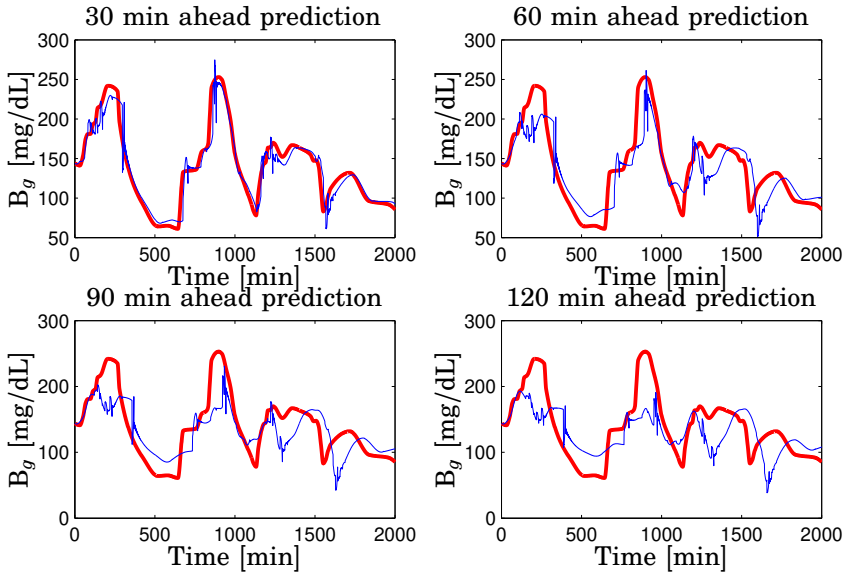 30 min ahead prediction
60 min ahead prediction
300
250
200
150
100
50
B_g [mg/dL]
0 500 1000 1500 2000
Time [min]
300
250
200
150
100
50
B_g [mg/dL]
0 500 1000 1500 2000
Time [min]
90 min ahead prediction
120 min ahead prediction
300
200
100
0
B_g [mg/dL]
0 500 1000 1500 2000
Time [min]
300
200
100
0
B_g [mg/dL]
0 500 1000 1500 2000
Time [min]